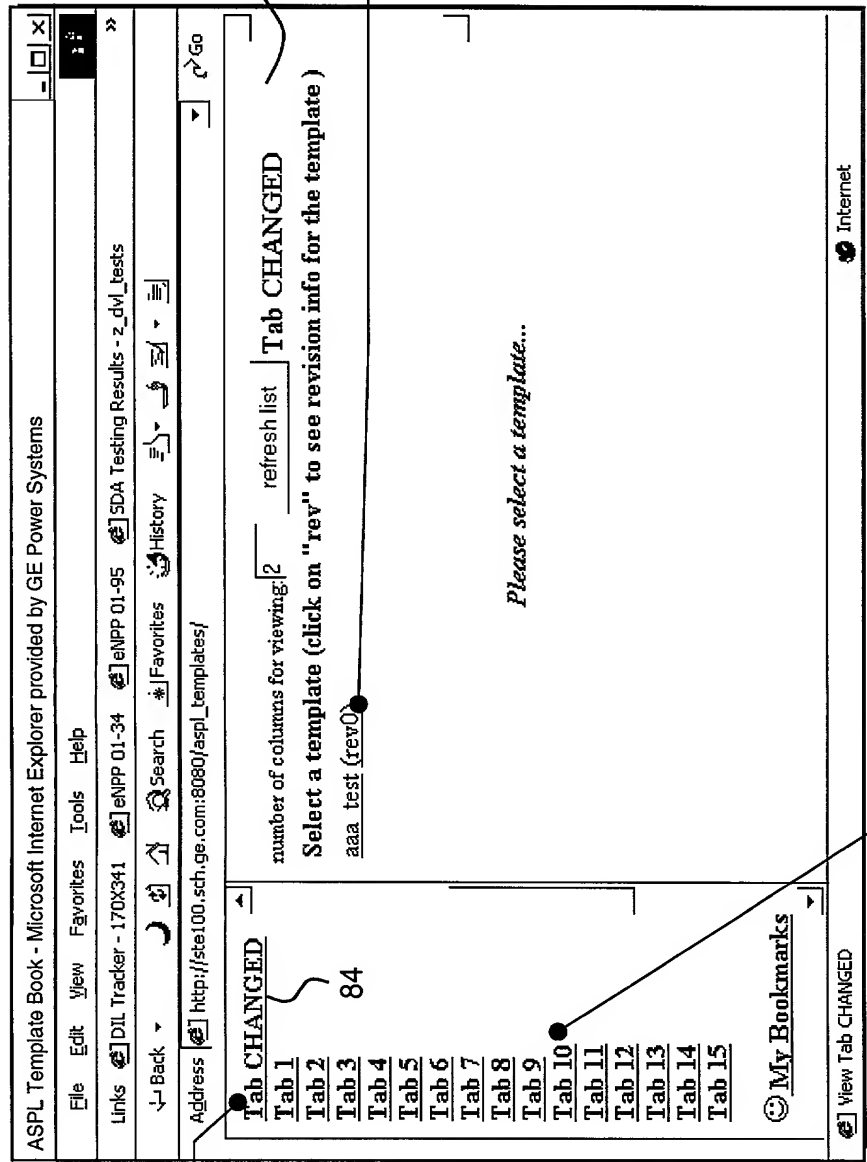 ASPL Template Book - Microsoft Internet Explorer provided by GE Power Systems
File Edit View Favorites Tools Help
Links DIL Tracker - 170X341 eNPP 01-34 eNPP 01-95 SDA Testing Results - z_dvl_tests »
Back Search Favorites History
Address http://ste100.sch.ge.com:8080/aspl_templates/ Go
Tab CHANGED
84
Tab 1
Tab 2
Tab 3
Tab 4
Tab 5
Tab 6
Tab 7
Tab 8
Tab 9
Tab 10
Tab 11
Tab 12
Tab 13
Tab 14
Tab 15
My Bookmarks
number of columns for viewing: 2 refresh list Tab CHANGED
Select a template (click on "rev" to see revision info for the template )
aaa test (rev0)
Please select a template...
View Tab CHANGED Internet